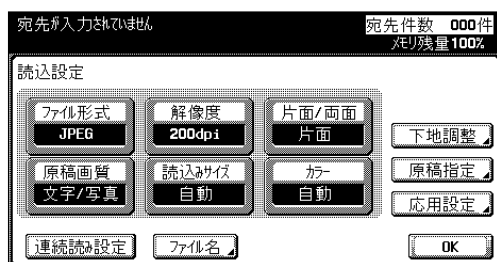 宛先が入力されていません 宛先件数 000件
ﾒﾓﾘ残量100%
読込設定
ﾌｧｲﾙ形式 解像度 片面/両面
JPEG 200dpi 片面 下地調整
原稿画質 読込みｻｲｽﾞ ｶﾗｰ 原稿指定
文字/写真 自動 自動 応用設定
連続読み設定 ﾌｧｲﾙ名 OK